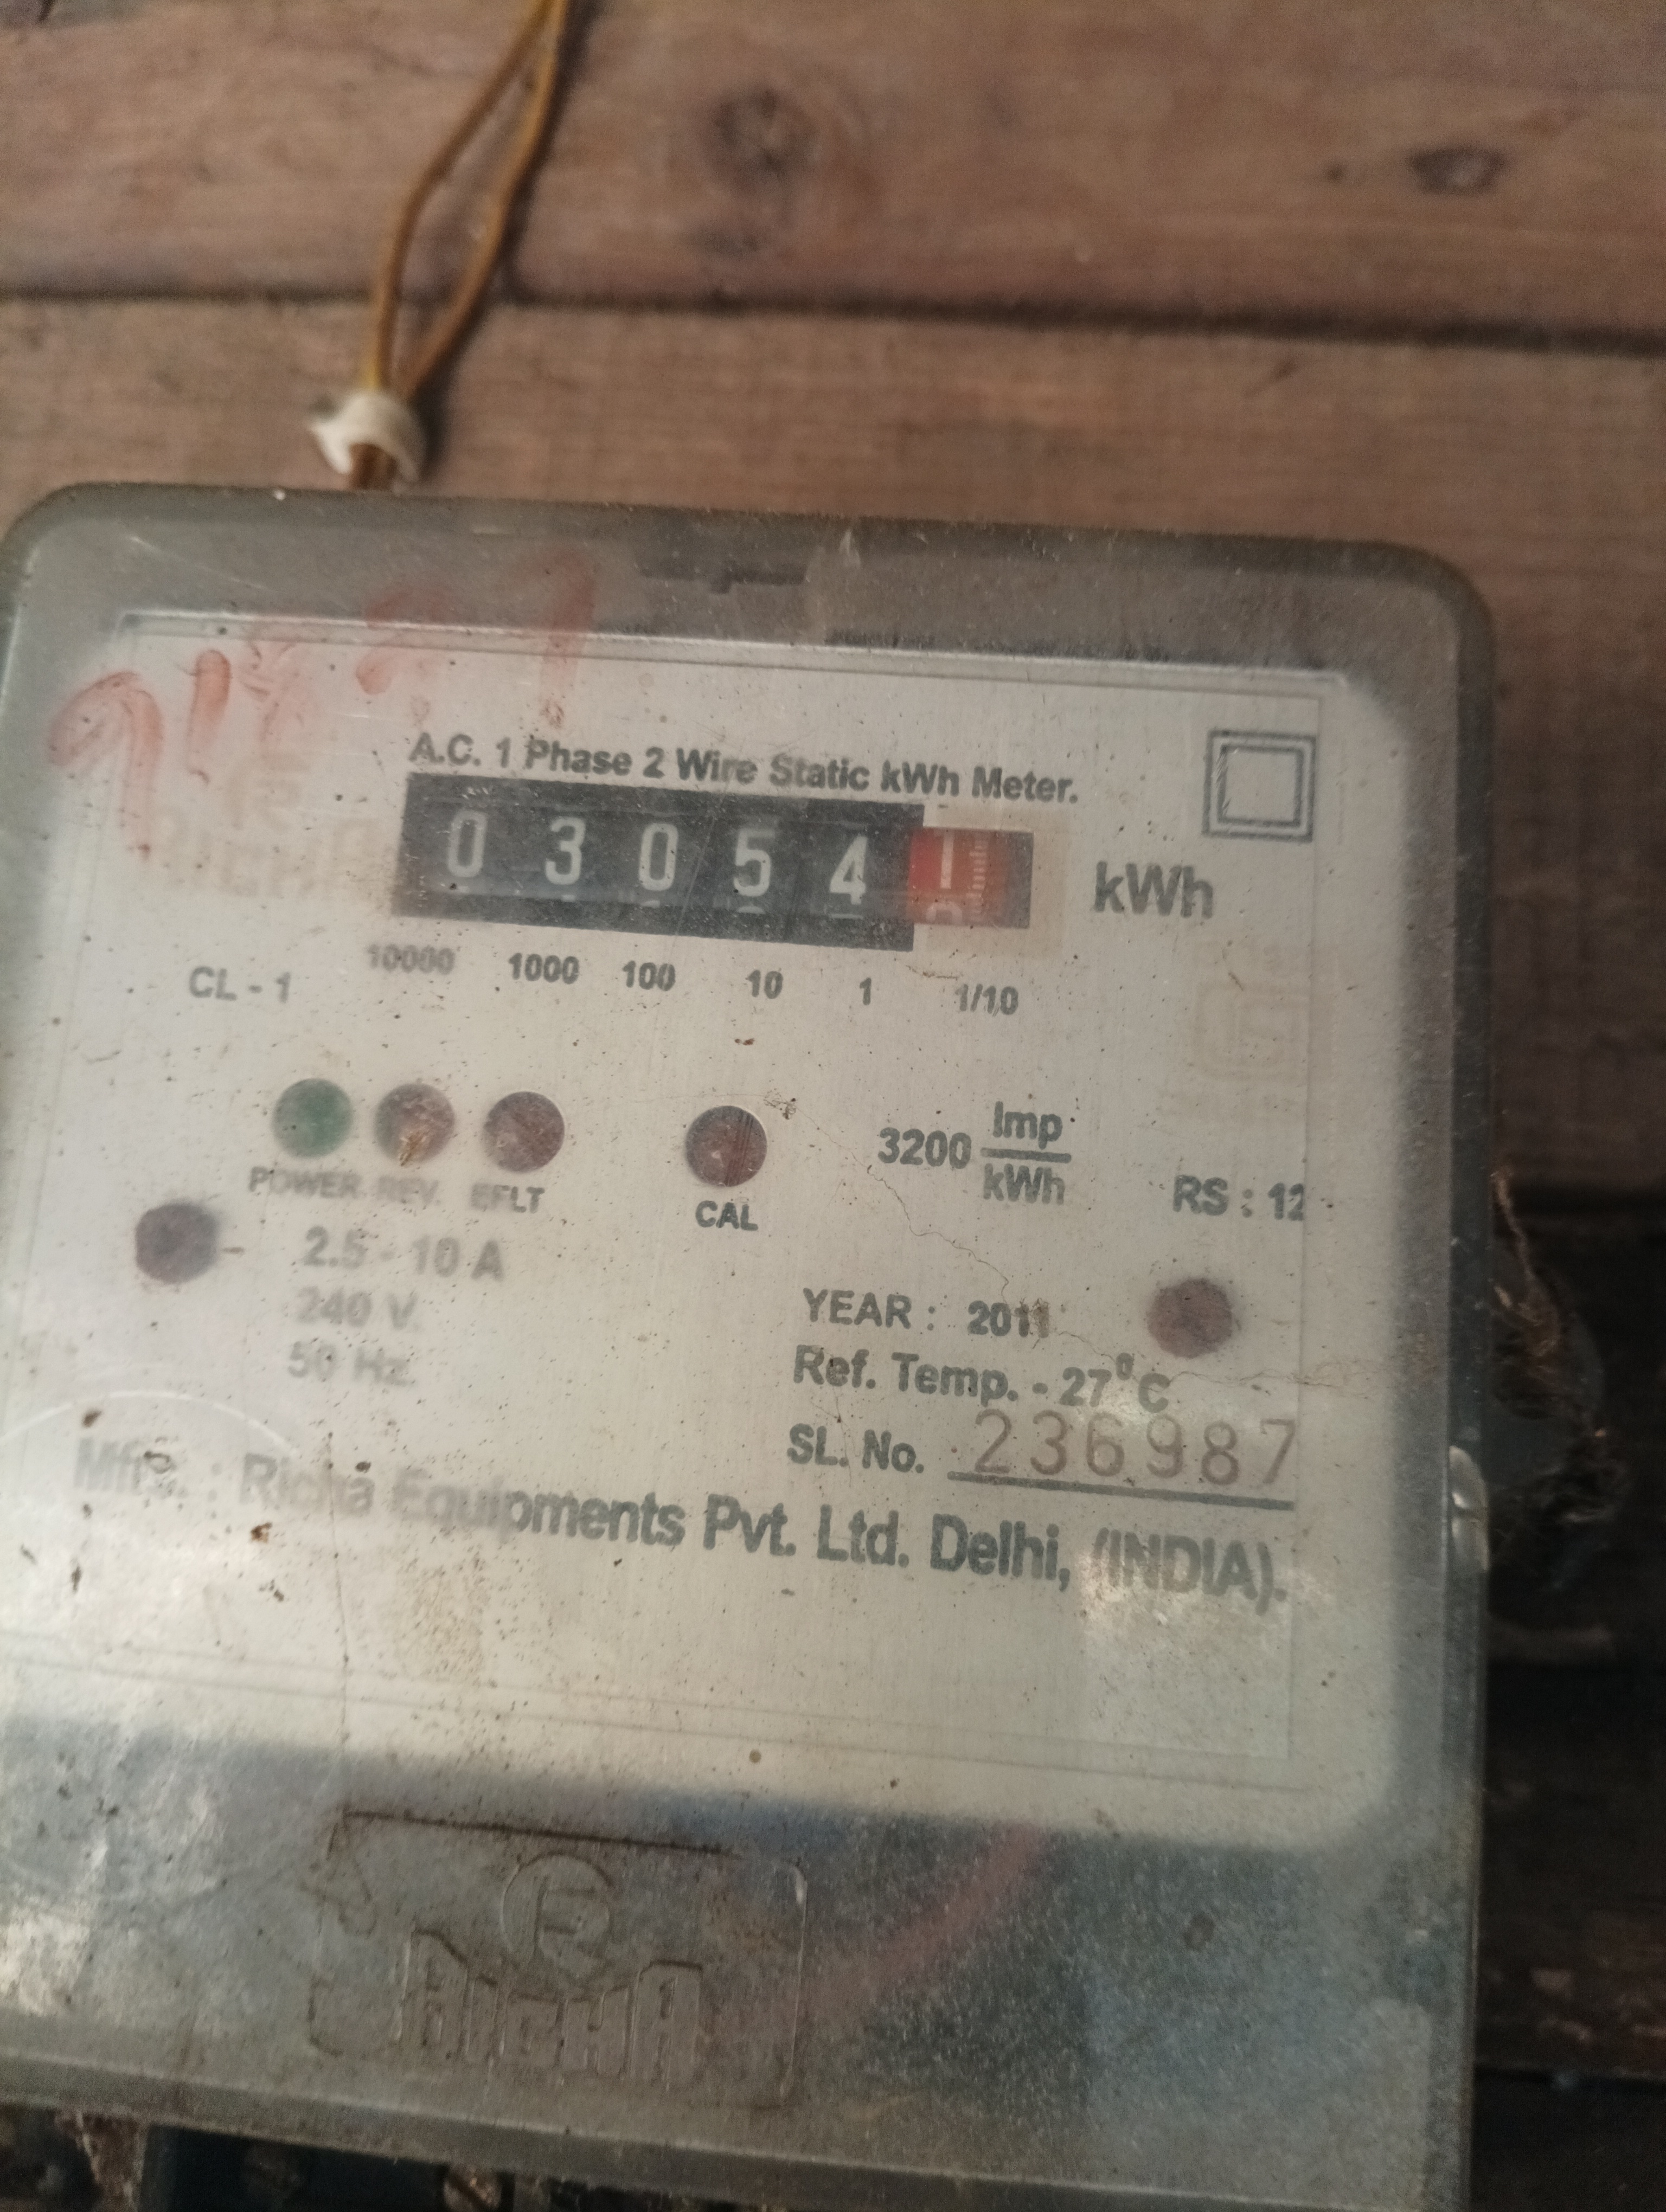 A.C. 1 Phase 2 Wire Static kWh Meter.
0 3 0 5 4 1 kWh
10000 1000 100 10 1 1/10
CL - 1
POWER REV. EFLT CAL
3200 Imp/kWh
RS : 12
2.5 - 10 A
240 V.
50 Hz.
YEAR : 2011
Ref. Temp. - 27°C
SL. No. 236987
Mfrs. : Richa Equipments Pvt. Ltd. Delhi, (INDIA).
RICHA